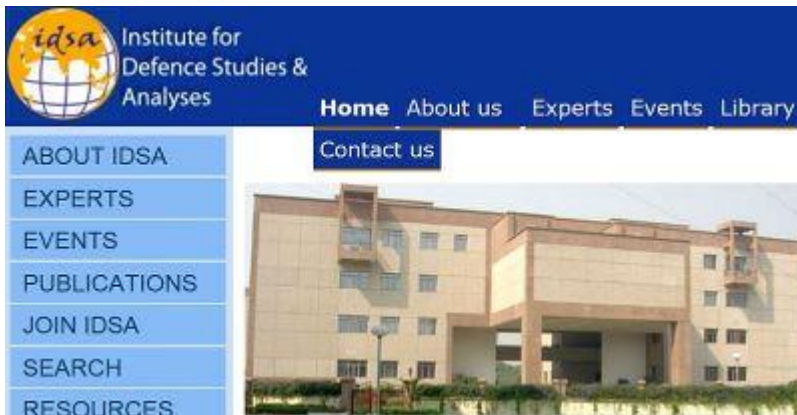 idsa
Institute for
Defence Studies &
Analyses
Home About us Experts Events Library
Contact us
ABOUT IDSA
EXPERTS
EVENTS
PUBLICATIONS
JOIN IDSA
SEARCH
RESOURCES